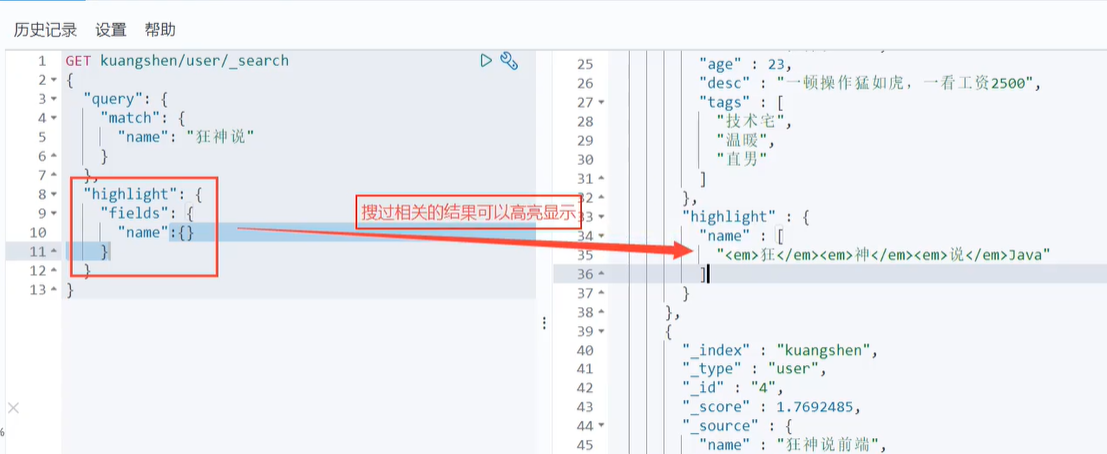 历史记录 设置 帮助
1 GET kuangshen/user/_search
2 {
3 "query": {
4 "match": {
5 "name": "狂神说"
6 }
7 },
8 "highlight": {
9 "fields": {
10 "name":{}
11 }
12 }
13 }
搜过相关的结果可以高亮显示
25 "age" : 23,
26 "desc" : "一顿操作猛如虎，一看工资2500",
27 "tags" : [
28 "技术宅",
29 "温暖",
30 "直男"
31 ]
32 },
33 "highlight" : {
34 "name" : [
35 "<em>狂</em><em>神</em><em>说</em>Java"
36 ]
37 }
38 },
39 {
40 "_index" : "kuangshen",
41 "_type" : "user",
42 "_id" : "4",
43 "_score" : 1.7692485,
44 "_source" : {
45 "name" : "狂神说前端",
%